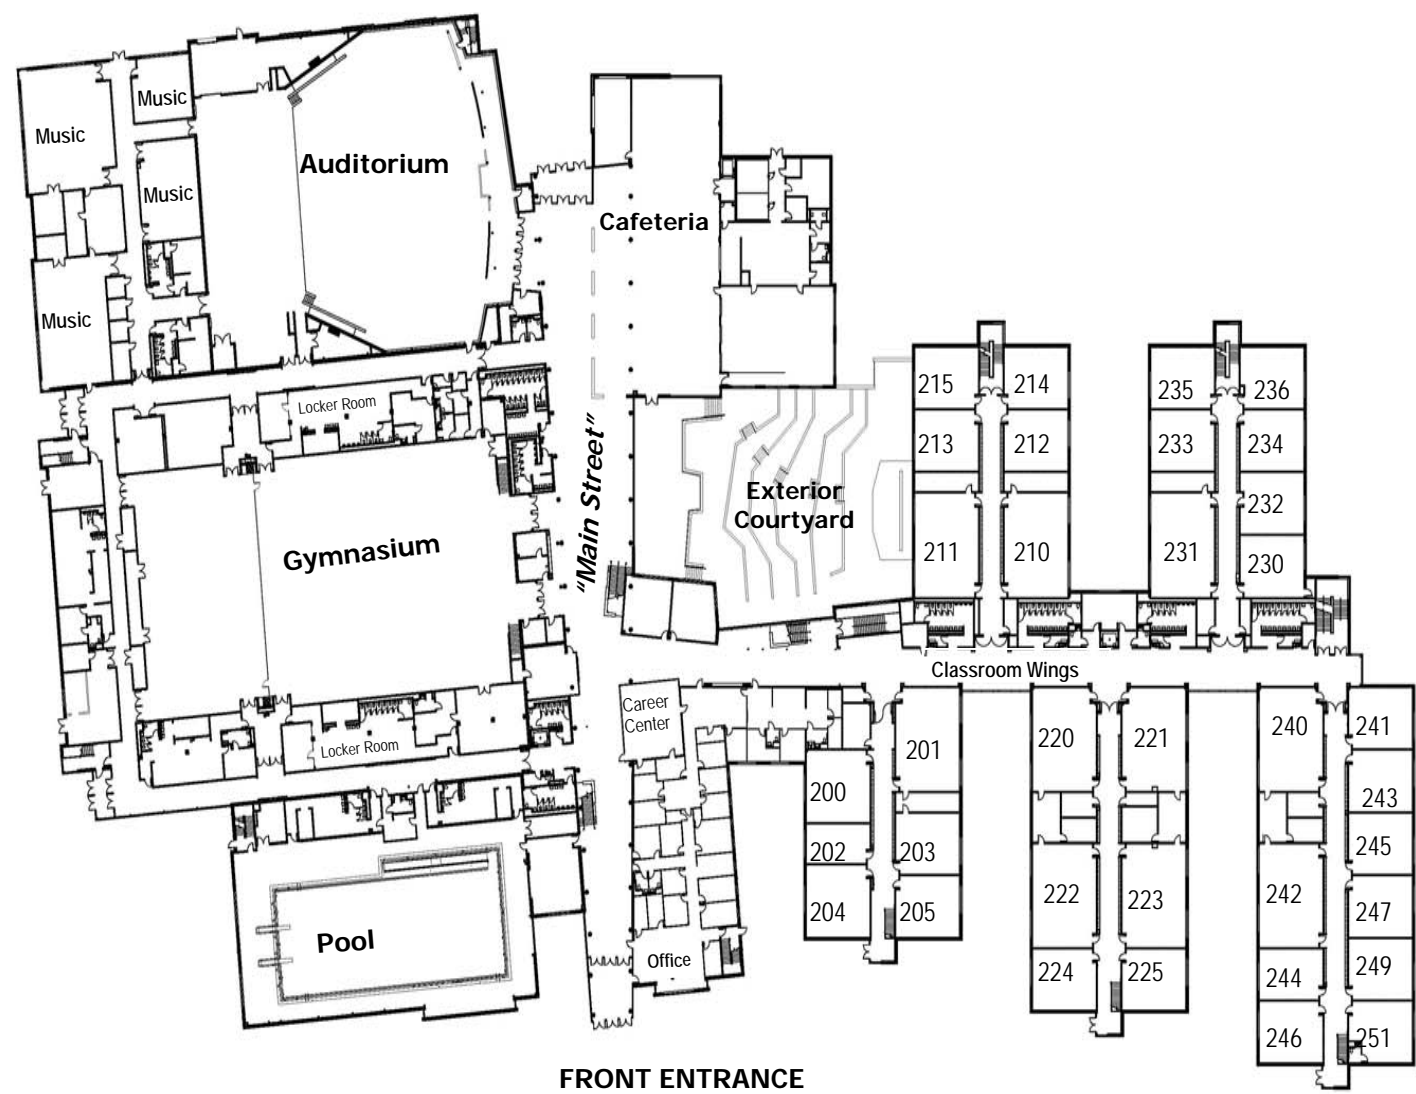 Music
Music
Auditorium
Music
Cafeteria
Music
Locker Room
"Main Street"
Exterior
Courtyard
Gymnasium
215
214
213
212
211
210
235
236
233
234
232
231
230
Classroom Wings
Career
Center
Locker Room
201
200
202
203
204
205
220
221
222
223
224
225
240
241
243
245
242
247
249
244
246
251
Pool
Office
FRONT ENTRANCE